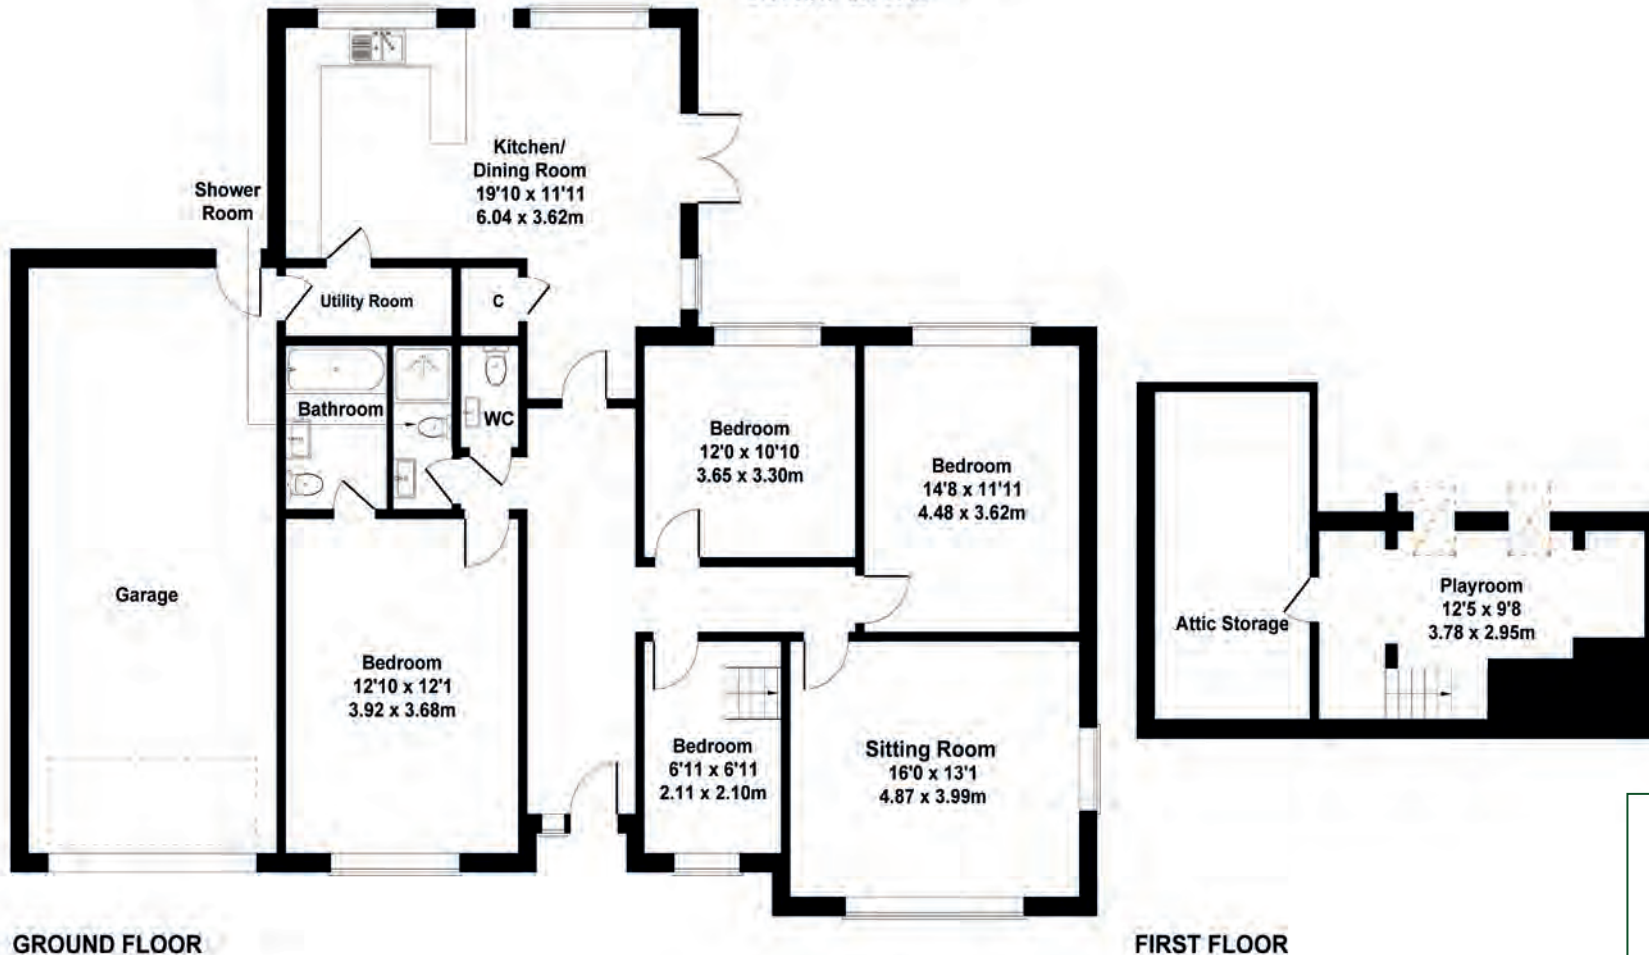 Kitchen/
Dining Room
19'10 x 11'11
6.04 x 3.62m
Shower
Room
Utility Room
C
Bathroom
WC
Bedroom
12'0 x 10'10
3.65 x 3.30m
Bedroom
14'8 x 11'11
4.48 x 3.62m
Garage
Bedroom
12'10 x 12'1
3.92 x 3.68m
Bedroom
6'11 x 6'11
2.11 x 2.10m
Sitting Room
16'0 x 13'1
4.87 x 3.99m
Attic Storage
Playroom
12'5 x 9'8
3.78 x 2.95m
GROUND FLOOR
FIRST FLOOR